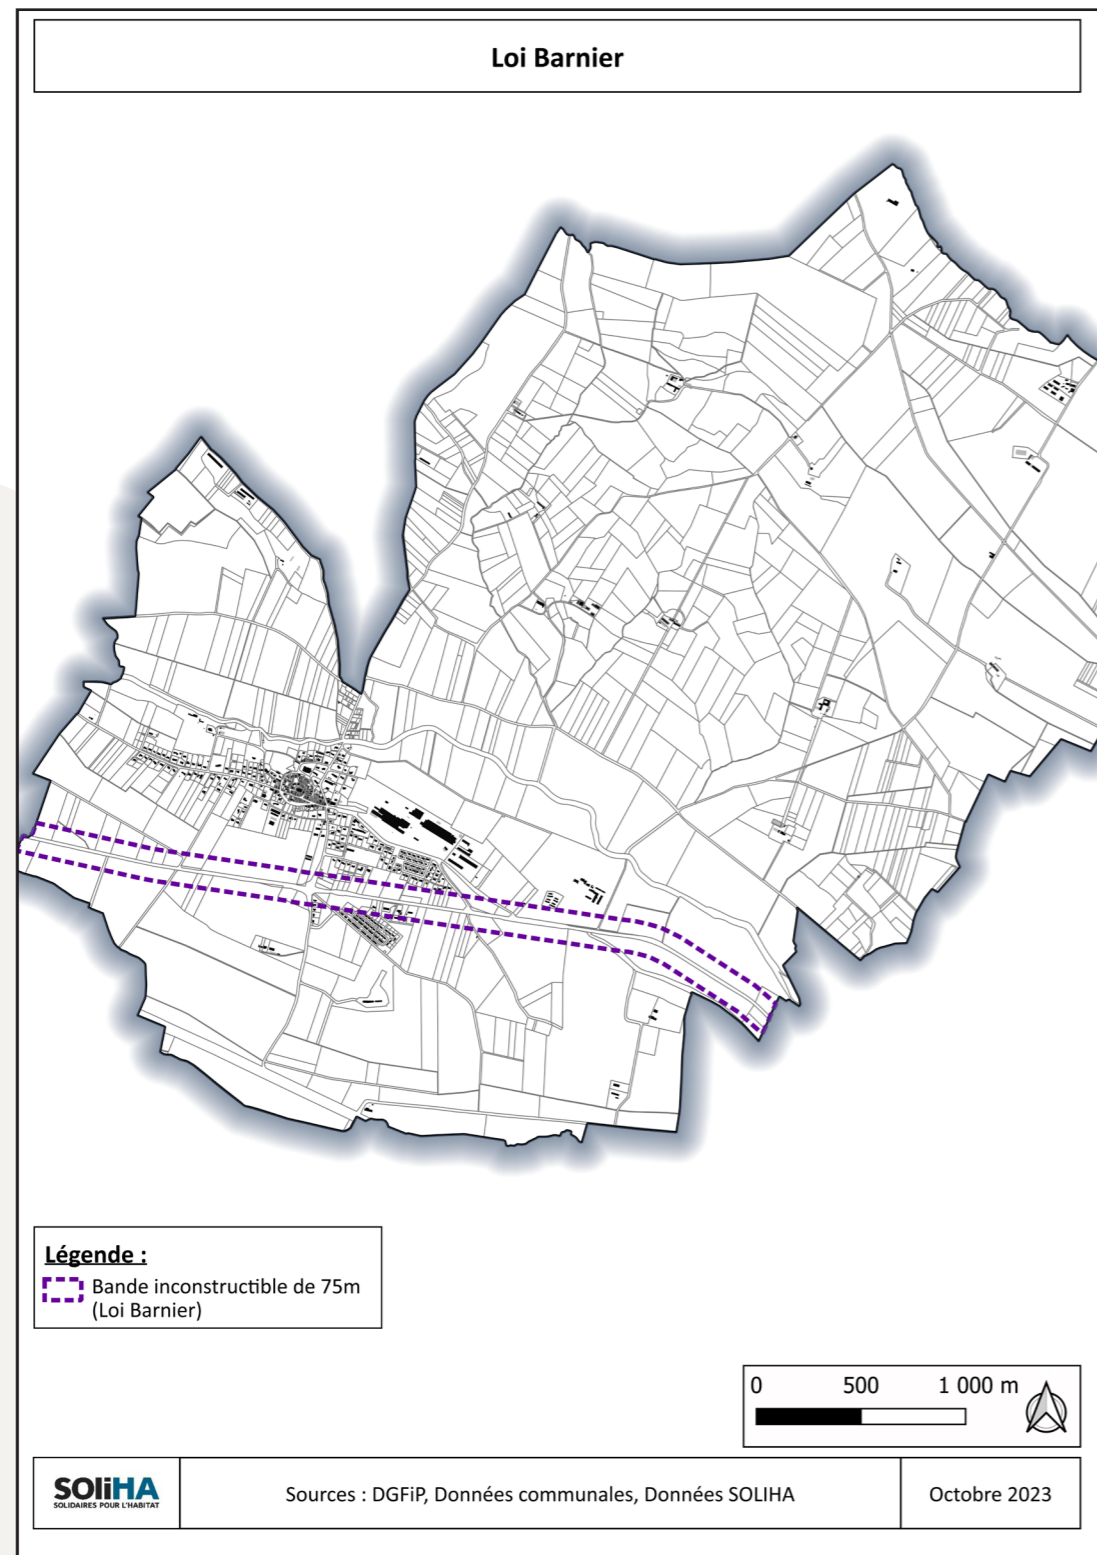 Loi Barnier
Légende :
Bande inconstructible de 75m
(Loi Barnier)
0 500 1 000 m
SOliHA
SOLIDAIRES POUR L'HABITAT
Sources : DGFiP, Données communales, Données SOLIHA
Octobre 2023